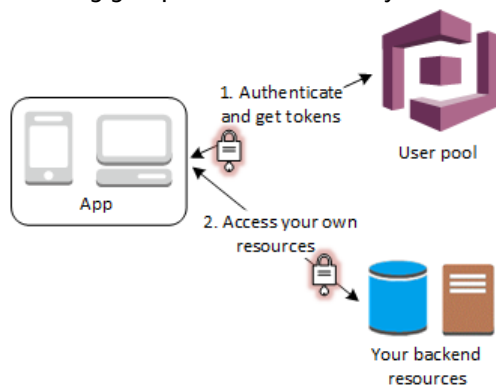 1. Authenticate
and get tokens
User pool
App
2. Access your own
resources
Your backend
resources